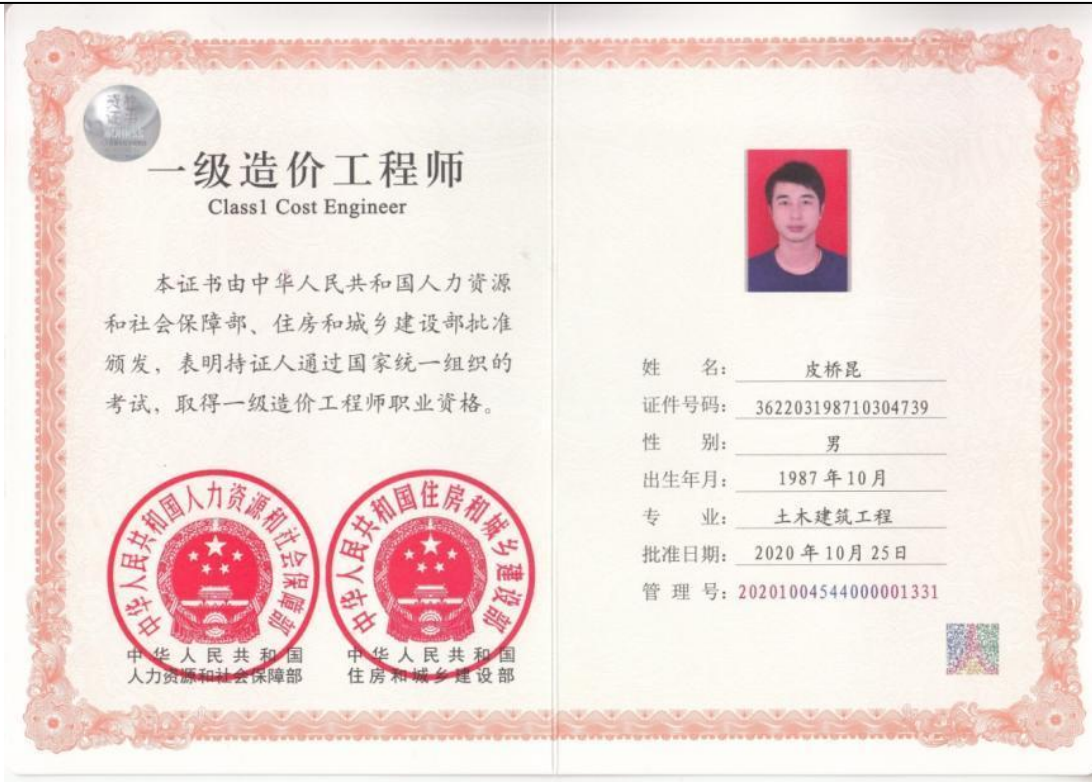 一级造价工程师
Class1 Cost Engineer
本证书由中华人民共和国人力资源
和社会保障部、住房和城乡建设部批准
颁发，表明持证人通过国家统一组织的
考试，取得一级造价工程师职业资格。
中华人民共和国人力资源和社会保障部
中华人民共和国住房和城乡建设部
中华人民共和国
人力资源和社会保障部
中华人民共和国
住房和城乡建设部
姓 名：皮桥昆
证件号码：362203198710304739
性 别：男
出生年月：1987年10月
专 业：土木建筑工程
批准日期：2020年10月25日
管 理 号：20201004544000001331